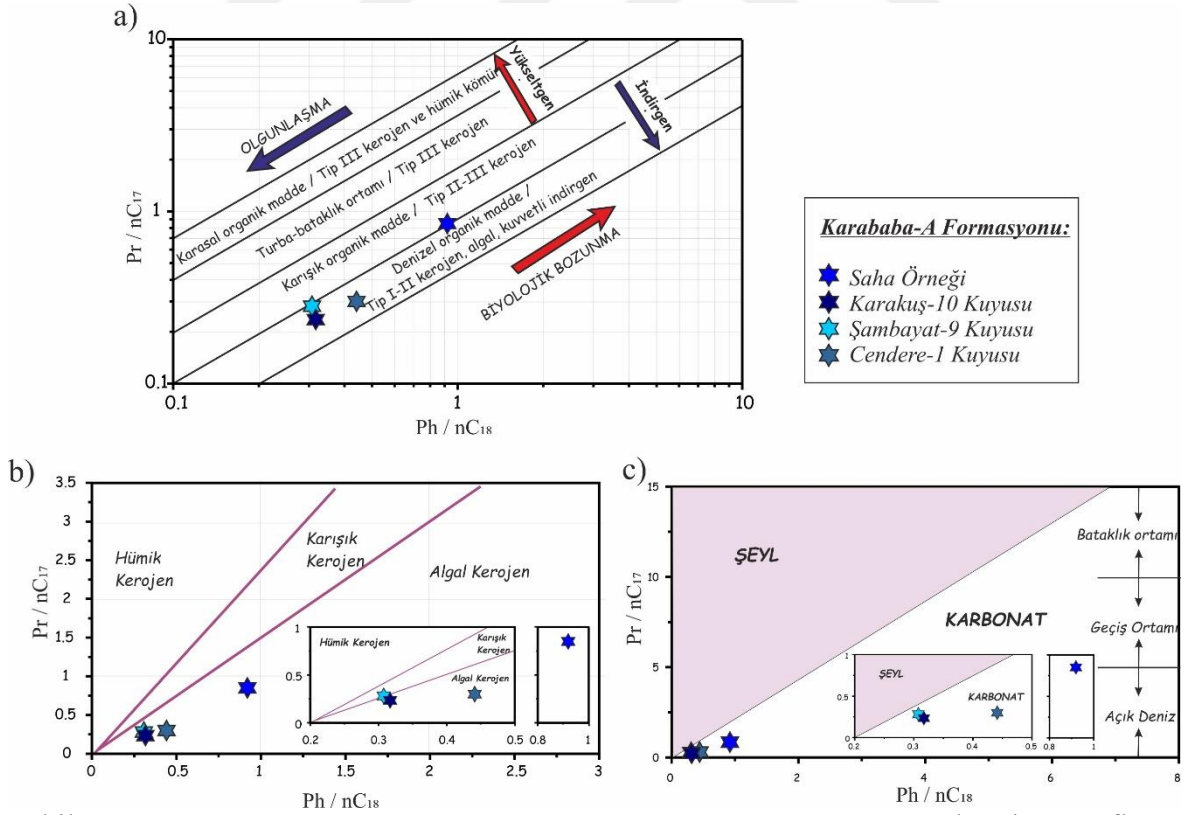 a)
10
1
0.1
0.1
1
10
Pr / nC₁₇
Ph / nC₁₈
OLGUNLAŞMA
Yükseltgen
İndirgen
Karasal organik madde / Tip III kerojen ve hümik kömür
Turba-bataklık ortamı / Tip III kerojen
Karışık organik madde / Tip II-III kerojen
Denizel organik madde /
Tip I-II kerojen, algal, kuvvetli indirgen
BİYOLOJİK BOZUNMA
Karababa-A Formasyonu:
Saha Örneği
Karakuş-10 Kuyusu
Şambayat-9 Kuyusu
Cendere-1 Kuyusu
b)
3.5
3
2.5
2
1.5
1
0.5
0
0
0.5
1
1.5
2
2.5
3
Pr / nC₁₇
Ph / nC₁₈
Hümik
Kerojen
Karışık
Kerojen
Algal Kerojen
1
0.5
0
0.2
0.3
0.4
0.5
0.8
1
Hümik Kerojen
Karışık
Kerojen
Algal Kerojen
c)
15
10
5
0
0
2
4
6
8
Pr / nC₁₇
Ph / nC₁₈
ŞEYL
KARBONAT
Bataklık ortamı
Geçiş Ortamı
Açık Deniz
1
0.5
0
0.2
0.3
0.4
0.5
0.8
1
ŞEYL
KARBONAT